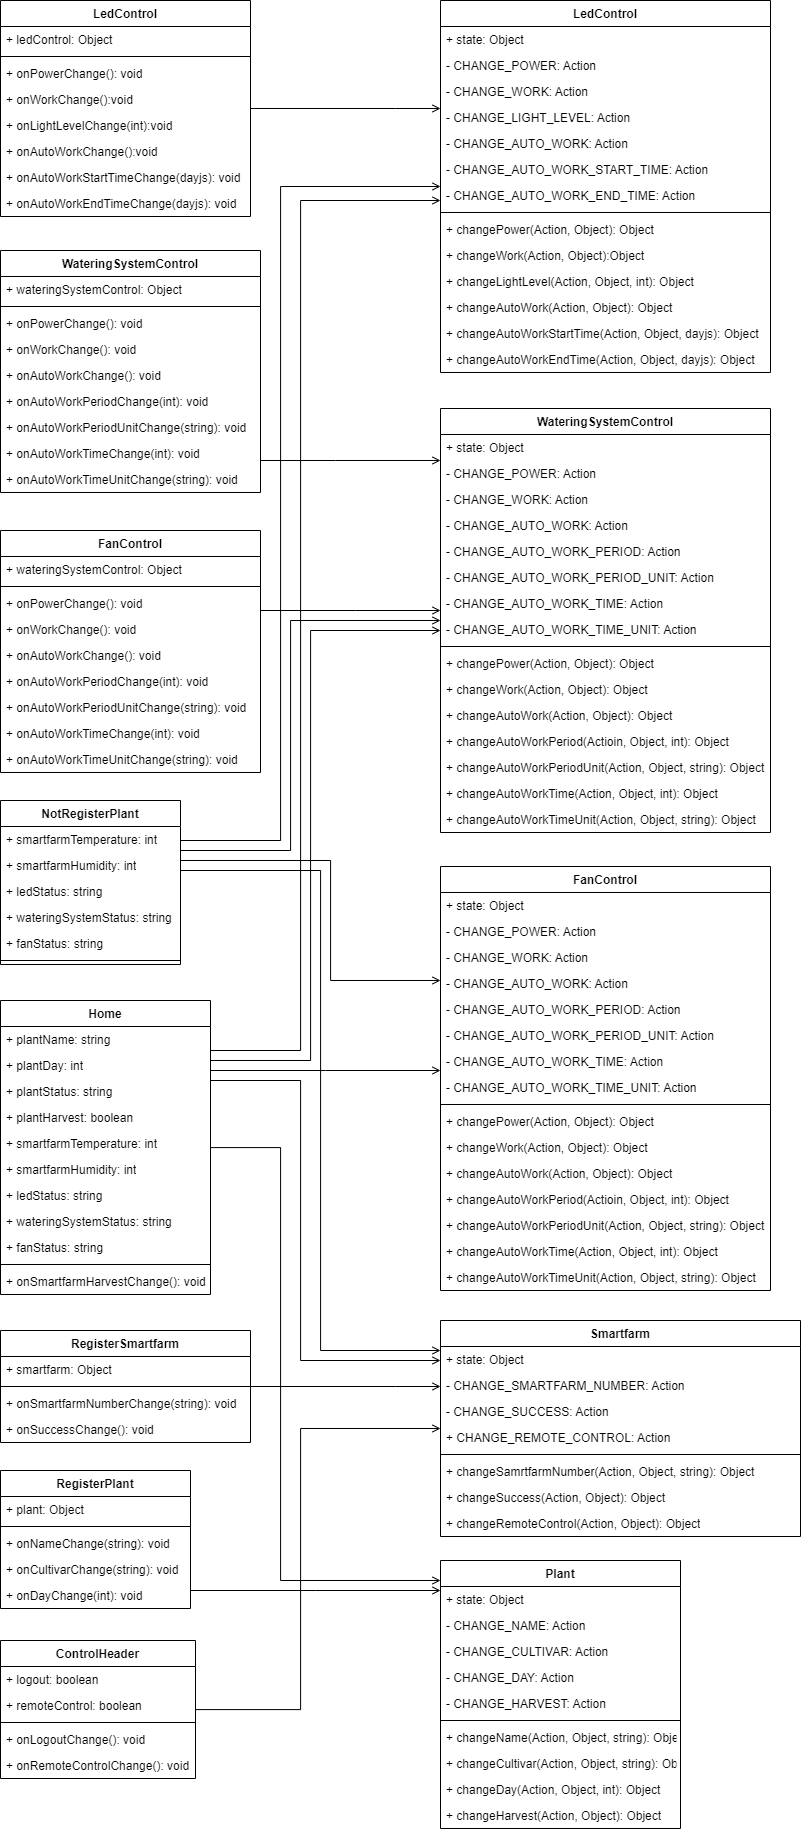 LedControl
+ ledControl: Object
+ onPowerChange(): void
+ onWorkChange():void
+ onLightLevelChange(int):void
+ onAutoWorkChange():void
+ onAutoWorkStartTimeChange(dayjs): void
+ onAutoWorkEndTimeChange(dayjs): void
WateringSystemControl
+ wateringSystemControl: Object
+ onPowerChange(): void
+ onWorkChange(): void
+ onAutoWorkChange(): void
+ onAutoWorkPeriodChange(int): void
+ onAutoWorkPeriodUnitChange(string): void
+ onAutoWorkTimeChange(int): void
+ onAutoWorkTimeUnitChange(string): void
FanControl
+ wateringSystemControl: Object
+ onPowerChange(): void
+ onWorkChange(): void
+ onAutoWorkChange(): void
+ onAutoWorkPeriodChange(int): void
+ onAutoWorkPeriodUnitChange(string): void
+ onAutoWorkTimeChange(int): void
+ onAutoWorkTimeUnitChange(string): void
NotRegisterPlant
+ smartfarmTemperature: int
+ smartfarmHumidity: int
+ ledStatus: string
+ wateringSystemStatus: string
+ fanStatus: string
Home
+ plantName: string
+ plantDay: int
+ plantStatus: string
+ plantHarvest: boolean
+ smartfarmTemperature: int
+ smartfarmHumidity: int
+ ledStatus: string
+ wateringSystemStatus: string
+ fanStatus: string
+ onSmartfarmHarvestChange(): void
RegisterSmartfarm
+ smartfarm: Object
+ onSmartfarmNumberChange(string): void
+ onSuccessChange(): void
RegisterPlant
+ plant: Object
+ onNameChange(string): void
+ onCultivarChange(string): void
+ onDayChange(int): void
ControlHeader
+ logout: boolean
+ remoteControl: boolean
+ onLogoutChange(): void
+ onRemoteControlChange(): void
LedControl
+ state: Object
- CHANGE_POWER: Action
- CHANGE_WORK: Action
- CHANGE_LIGHT_LEVEL: Action
- CHANGE_AUTO_WORK: Action
- CHANGE_AUTO_WORK_START_TIME: Action
- CHANGE_AUTO_WORK_END_TIME: Action
+ changePower(Action, Object): Object
+ changeWork(Action, Object):Object
+ changeLightLevel(Action, Object, int): Object
+ changeAutoWork(Action, Object): Object
+ changeAutoWorkStartTime(Action, Object, dayjs): Object
+ changeAutoWorkEndTime(Action, Object, dayjs): Object
WateringSystemControl
+ state: Object
- CHANGE_POWER: Action
- CHANGE_WORK: Action
- CHANGE_AUTO_WORK: Action
- CHANGE_AUTO_WORK_PERIOD: Action
- CHANGE_AUTO_WORK_PERIOD_UNIT: Action
- CHANGE_AUTO_WORK_TIME: Action
- CHANGE_AUTO_WORK_TIME_UNIT: Action
+ changePower(Action, Object): Object
+ changeWork(Action, Object): Object
+ changeAutoWork(Action, Object): Object
+ changeAutoWorkPeriod(Actioin, Object, int): Object
+ changeAutoWorkPeriodUnit(Action, Object, string): Object
+ changeAutoWorkTime(Action, Object, int): Object
+ changeAutoWorkTimeUnit(Action, Object, string): Object
FanControl
+ state: Object
- CHANGE_POWER: Action
- CHANGE_WORK: Action
- CHANGE_AUTO_WORK: Action
- CHANGE_AUTO_WORK_PERIOD: Action
- CHANGE_AUTO_WORK_PERIOD_UNIT: Action
- CHANGE_AUTO_WORK_TIME: Action
- CHANGE_AUTO_WORK_TIME_UNIT: Action
+ changePower(Action, Object): Object
+ changeWork(Action, Object): Object
+ changeAutoWork(Action, Object): Object
+ changeAutoWorkPeriod(Actioin, Object, int): Object
+ changeAutoWorkPeriodUnit(Action, Object, string): Object
+ changeAutoWorkTime(Action, Object, int): Object
+ changeAutoWorkTimeUnit(Action, Object, string): Object
Smartfarm
+ state: Object
- CHANGE_SMARTFARM_NUMBER: Action
- CHANGE_SUCCESS: Action
+ CHANGE_REMOTE_CONTROL: Action
+ changeSamrtfarmNumber(Action, Object, string): Object
+ changeSuccess(Action, Object): Object
+ changeRemoteControl(Action, Object): Object
Plant
+ state: Object
- CHANGE_NAME: Action
- CHANGE_CULTIVAR: Action
- CHANGE_DAY: Action
- CHANGE_HARVEST: Action
+ changeName(Action, Object, string): Obje
+ changeCultivar(Action, Object, string): Ob
+ changeDay(Action, Object, int): Object
+ changeHarvest(Action, Object): Object